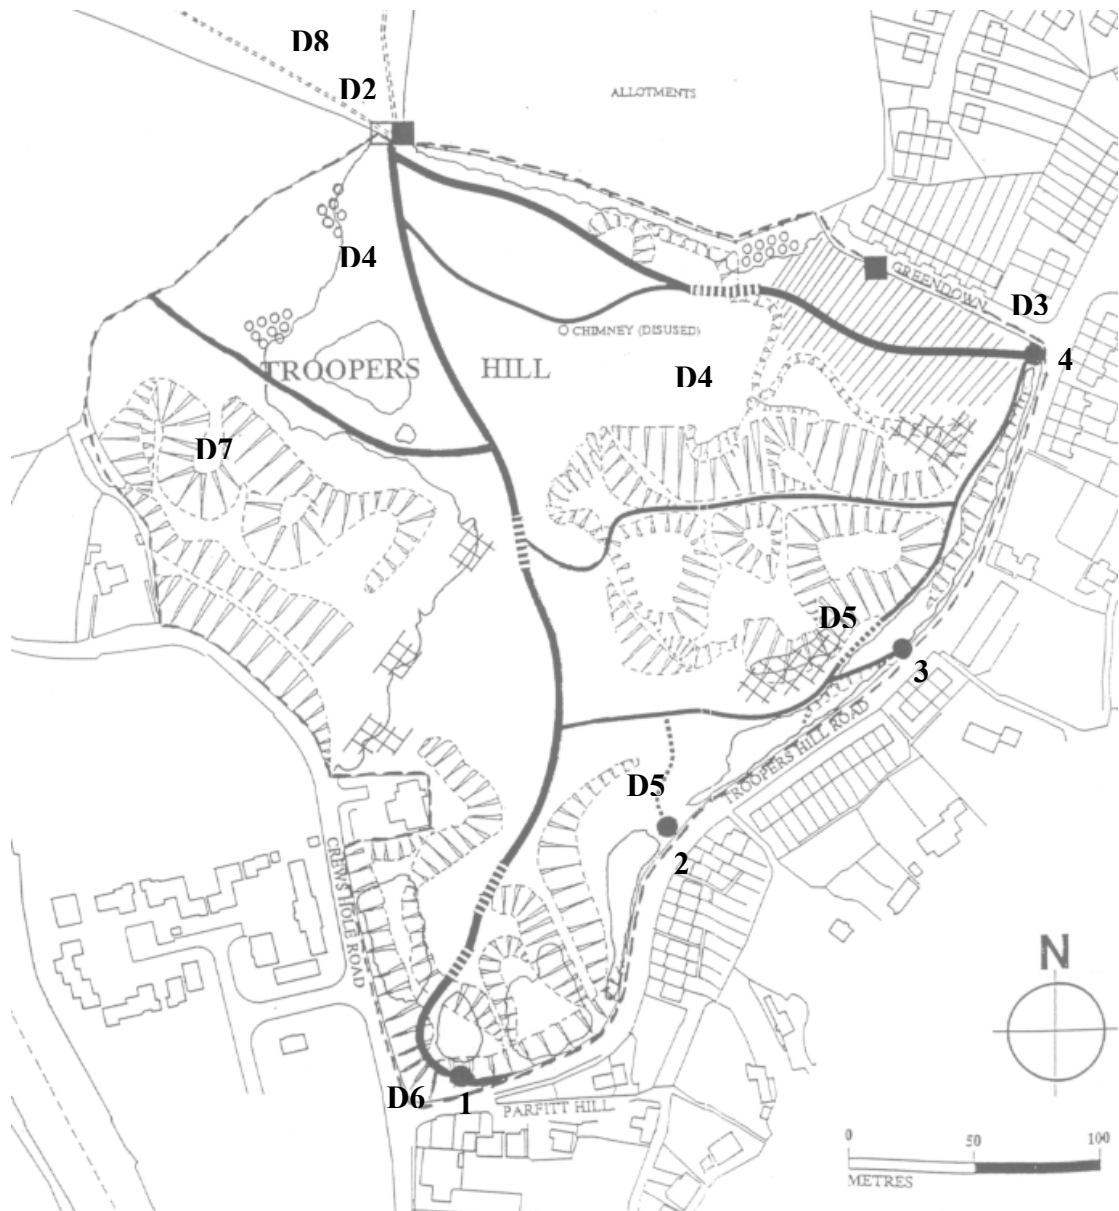 D8
D2
ALLOTMENTS
D4
GREENDOWN
D3
CHIMNEY (DISUSED)
4
TROOPERS HILL
D4
D7
D5
3
TROOPERS HILL ROAD
D5
2
CREWS HOLE ROAD
N
D6
1
PARFITT HILL
0 50 100
METRES